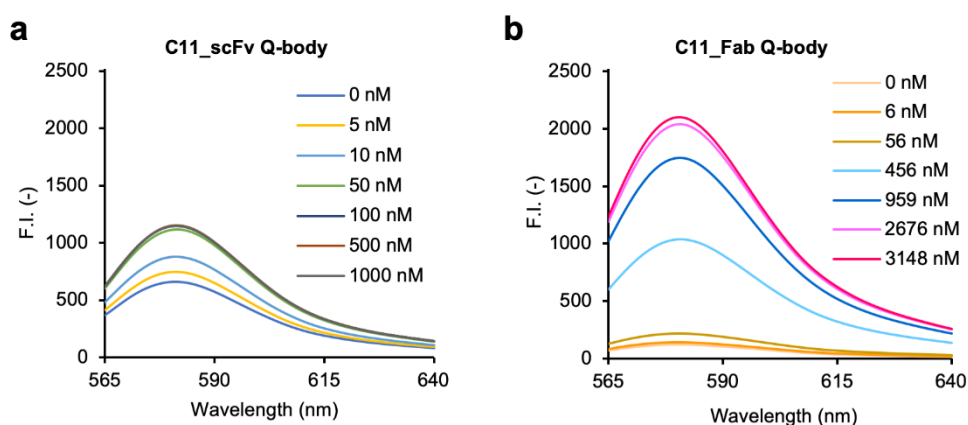 a
C11_scFv Q-body
2500
2000
1500
1000
500
0
F.I. (-)
0 nM
5 nM
10 nM
50 nM
100 nM
500 nM
1000 nM
565
590
615
640
Wavelength (nm)
b
C11_Fab Q-body
2500
2000
1500
1000
500
0
F.I. (-)
0 nM
6 nM
56 nM
456 nM
959 nM
2676 nM
3148 nM
565
590
615
640
Wavelength (nm)